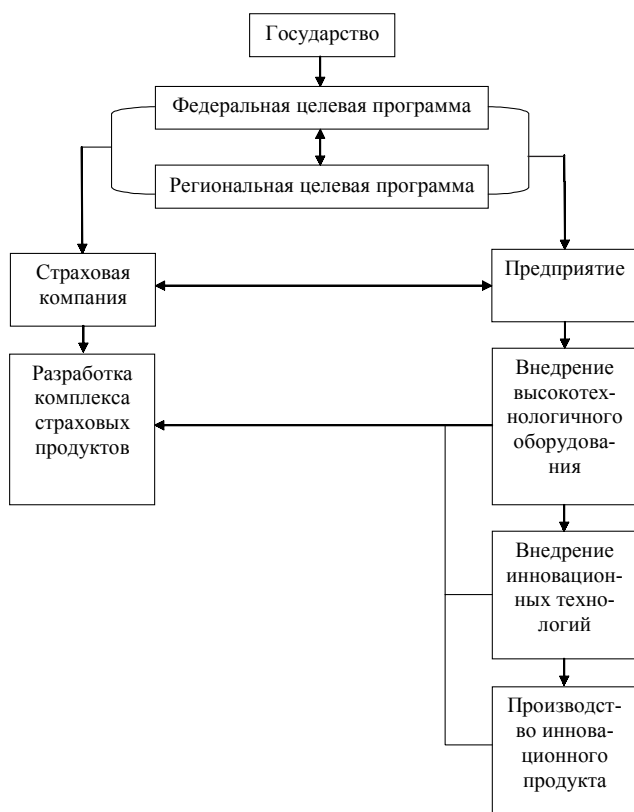 Государство
Федеральная целевая программа
Региональная целевая программа
Страховая
компания
Предприятие
Разработка
комплекса
страховых
продуктов
Внедрение
высокотех-
нологичного
оборудова-
ния
Внедрение
инновацион-
ных техно-
логий
Производст-
во иннова-
ционного
продукта